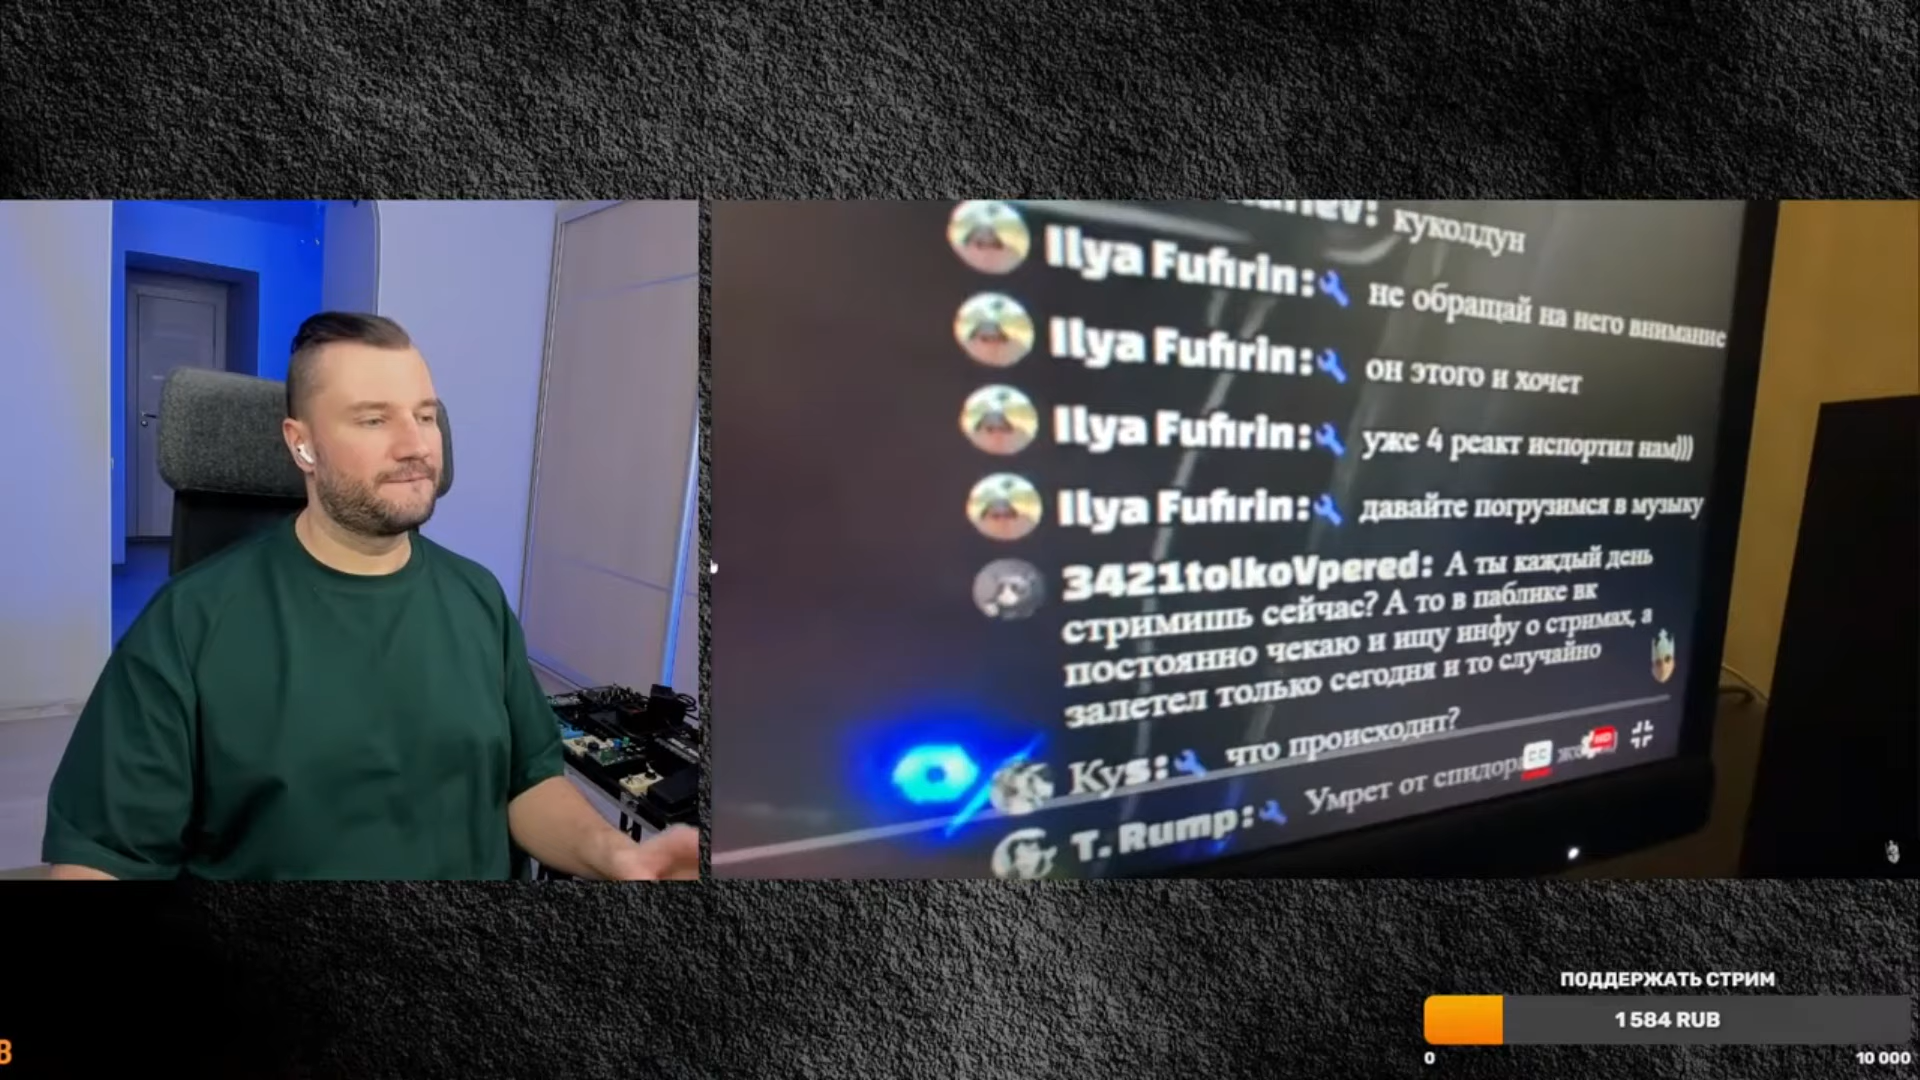 куколдун
Ilya Fufirin: не обращай на него внимание
Ilya Fufirin: он этого и хочет
Ilya Fufirin: уже 4 реакт испортил нам)))
Ilya Fufirin: давайте погрузимся в музыку
3421tolkoVpered: А ты каждый день
стримишь сейчас? А то в паблике вк
постоянно чекаю и ищу инфу о стримах, а
залетел только сегодня и то случайно
Kys: что происходит?
T. Rump: Умрет от
CC
HD
ПОДДЕРЖАТЬ СТРИМ
1 584 RUB
0
10 000